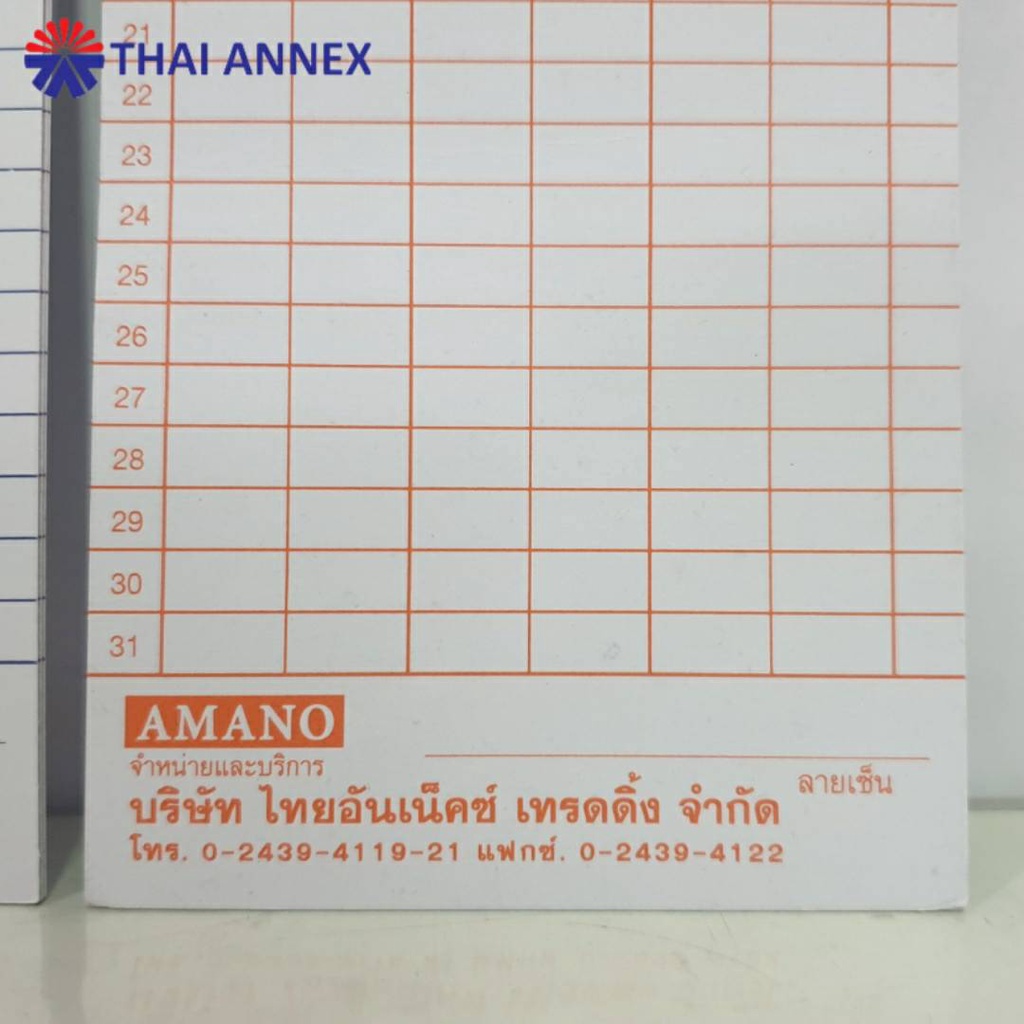 THAI ANNEX
21
22
23
24
25
26
27
28
29
30
31
AMANO
จำหน่ายและบริการ
ลายเซ็น
บริษัท ไทยอันเน็คซ์ เทรดดิ้ง จำกัด
โทร. 0-2439-4119-21 แฟกซ์. 0-2439-4122